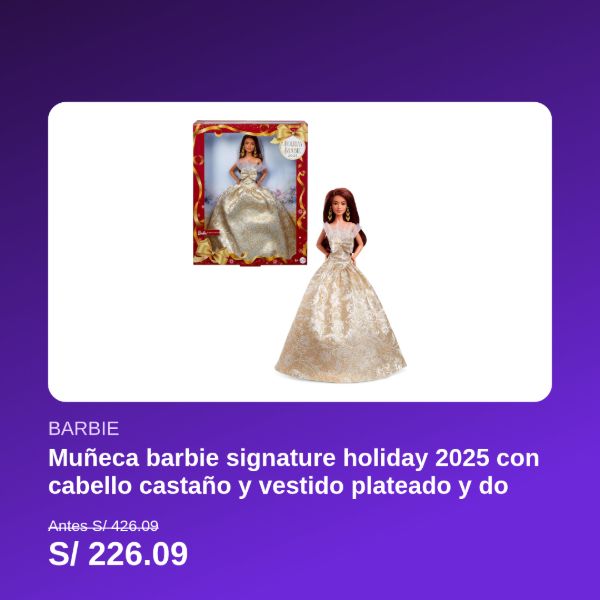 BARBIE
Muñeca barbie signature holiday 2025 con
cabello castaño y vestido plateado y do
Antes S/ 426.09
S/ 226.09